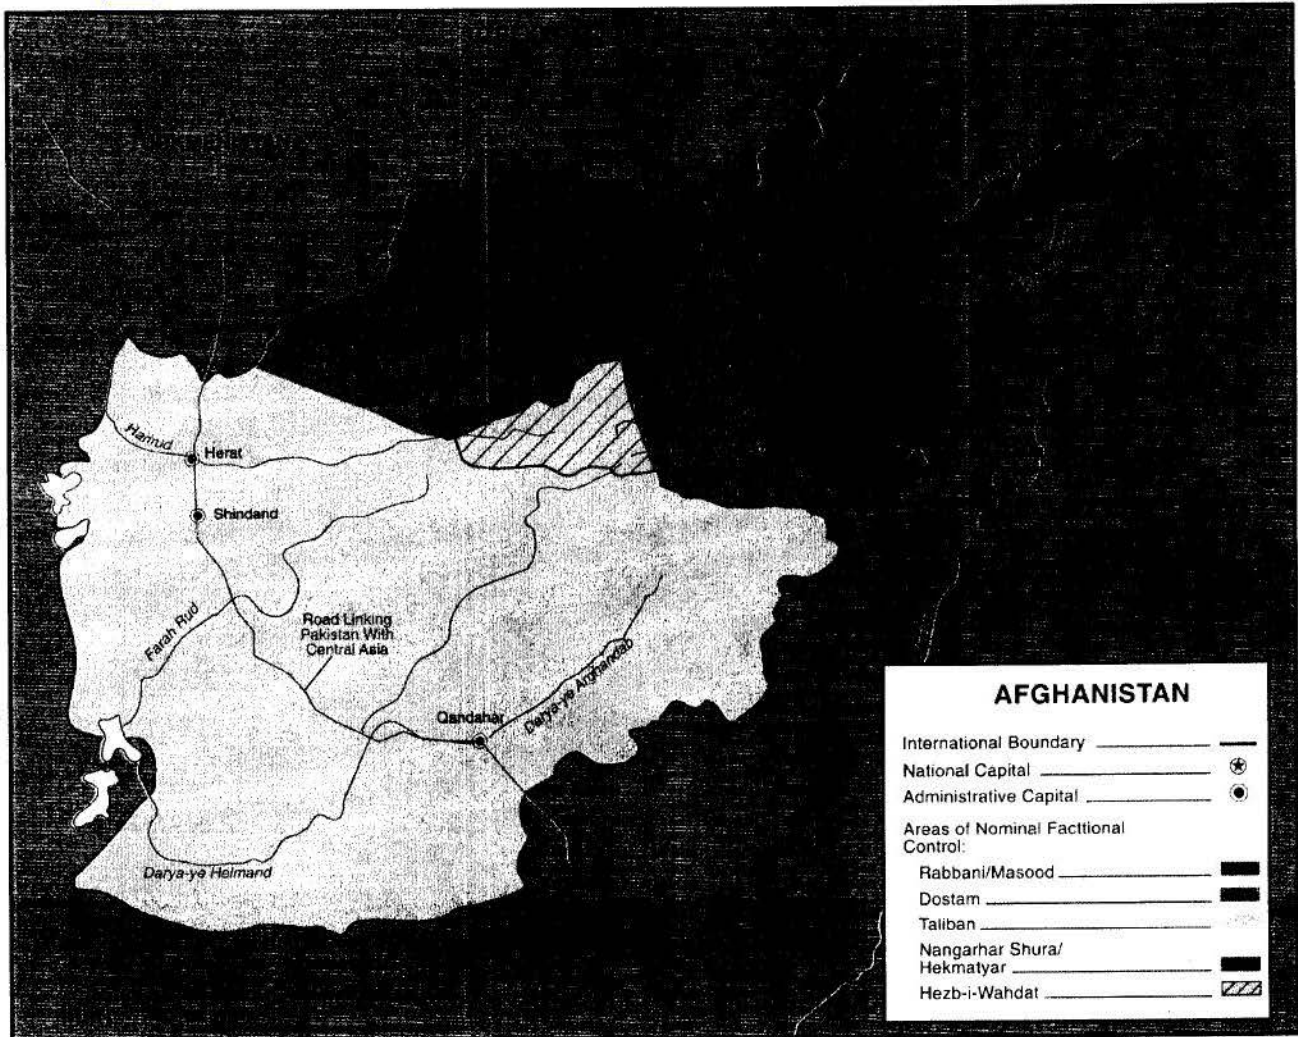 Harirud
Herat
Shindand
Farah Rud
Road Linking
Pakistan With
Central Asia
Qandahar
Darya-ye Arghandab
Darya-ye Helmand
AFGHANISTAN
International Boundary
National Capital
Administrative Capital
Areas of Nominal Facttional
Control:
Rabbani/Masood
Dostam
Taliban
Nangarhar Shura/
Hekmatyar
Hezb-i-Wahdat